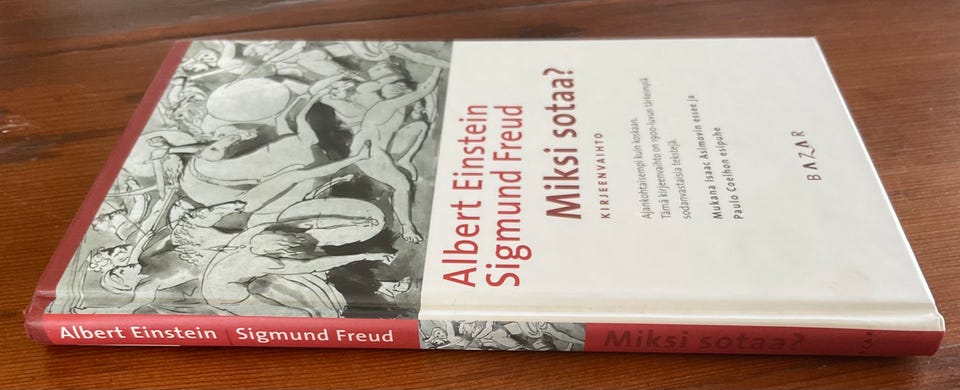 Albert Einstein
Sigmund Freud
Miksi sotaa?
KIRJEENVAIHTO
Ajankohtaisempi kuin koskaan.
Tämä kirjeenvaihto on 1900-luvun tärkeimpiä
sodanvastaisia tekstejä.
Mukana Isaac Asimovin essee ja
Paulo Coelhon esipuhe
BAZAR
Albert Einstein | Sigmund Freud
Miksi sotaa?
BAZAR